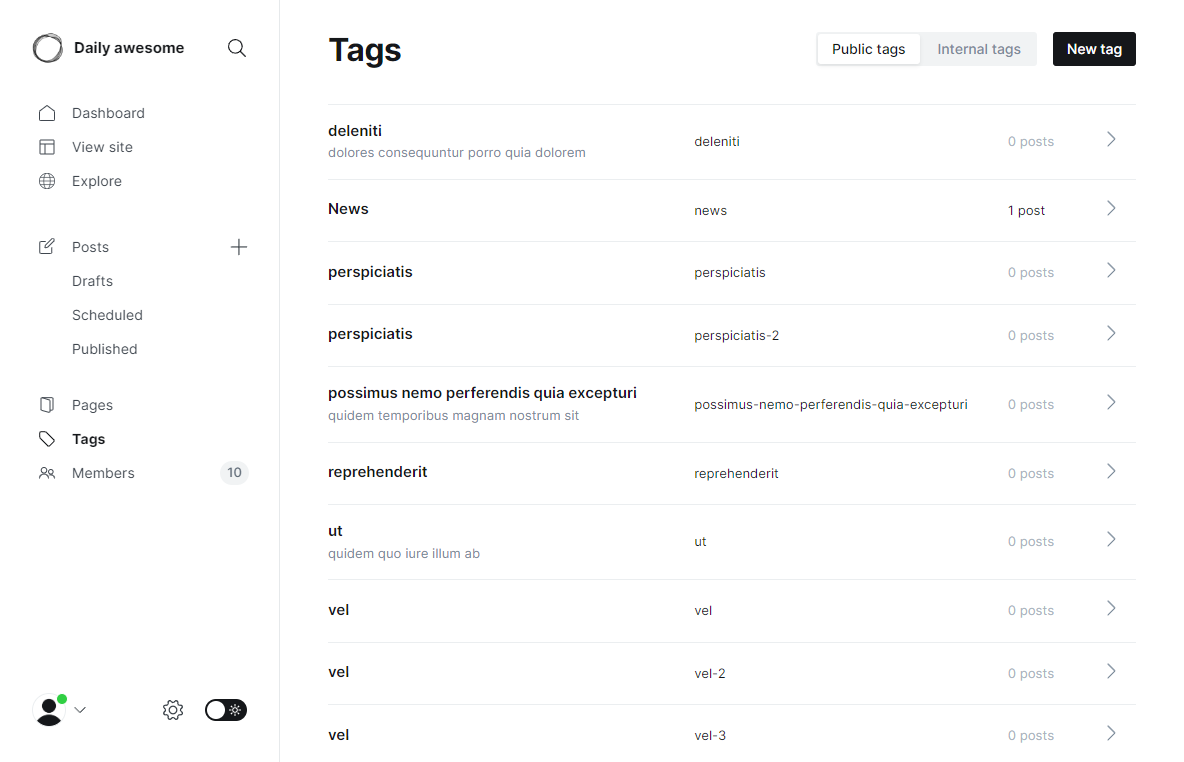 Daily awesome
Dashboard
View site
Explore
Posts
Drafts
Scheduled
Published
Pages
Tags
Members 10
Tags
Public tags Internal tags New tag
deleniti
dolores consequuntur porro quia dolorem
deleniti 0 posts
News news 1 post
perspiciatis perspiciatis 0 posts
perspiciatis perspiciatis-2 0 posts
possimus nemo perferendis quia excepturi
quidem temporibus magnam nostrum sit
possimus-nemo-perferendis-quia-excepturi 0 posts
reprehenderit reprehenderit 0 posts
ut
quidem quo iure illum ab
ut 0 posts
vel vel 0 posts
vel vel-2 0 posts
vel vel-3 0 posts